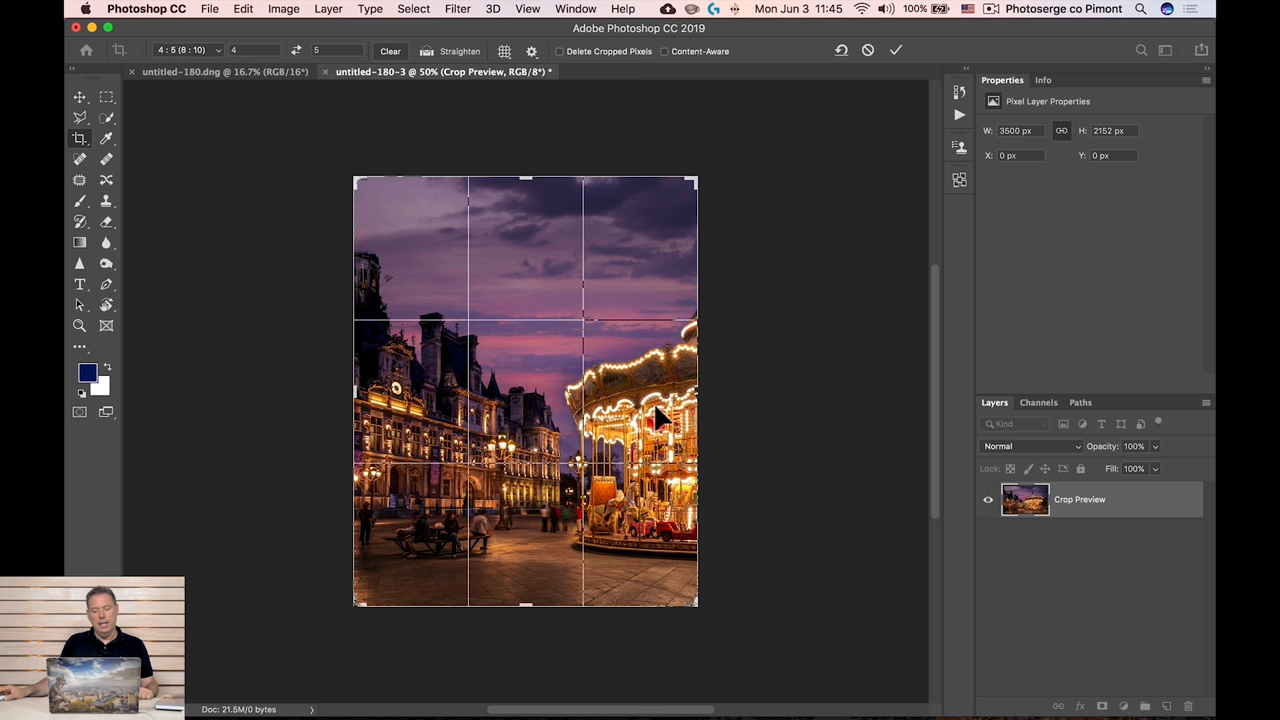 Photoshop CC File Edit Image Layer Type Select Filter 3D View Window Help 100% Mon Jun 3 11:45 Photoserge co Pimont
Adobe Photoshop CC 2019
4 : 5 (8 : 10) 4 5 Clear Straighten Delete Cropped Pixels Content-Aware
untitled-180.dng @ 16.7% (RGB/16*) untitled-180-3 @ 50% (Crop Preview, RGB/8*) *
Properties Info
Pixel Layer Properties
W: 3500 px H: 2152 px
X: 0 px Y: 0 px
Layers Channels Paths
Kind
Normal Opacity: 100%
Lock: Fill: 100%
Crop Preview
Doc: 21.5M/0 bytes